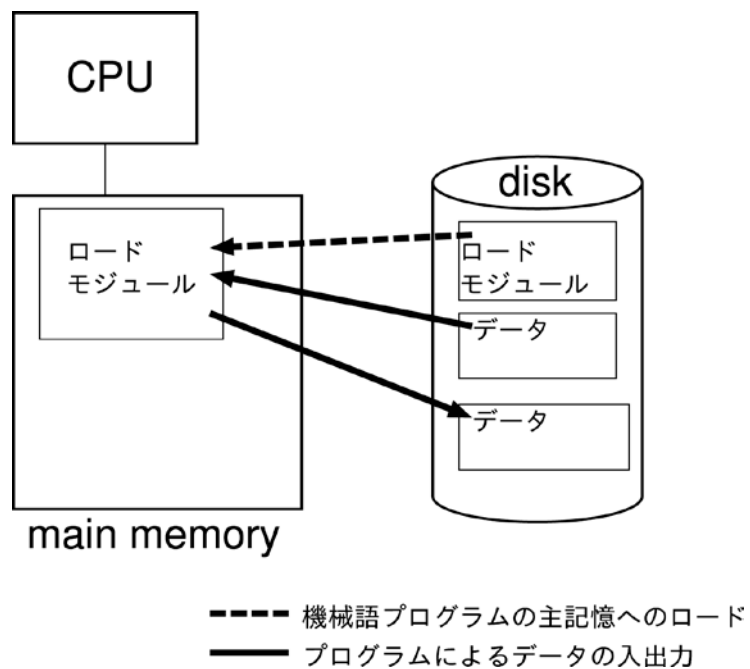 CPU
disk
ロード
モジュール
ロード
モジュール
データ
データ
main memory
機械語プログラムの主記憶へのロード
プログラムによるデータの入出力